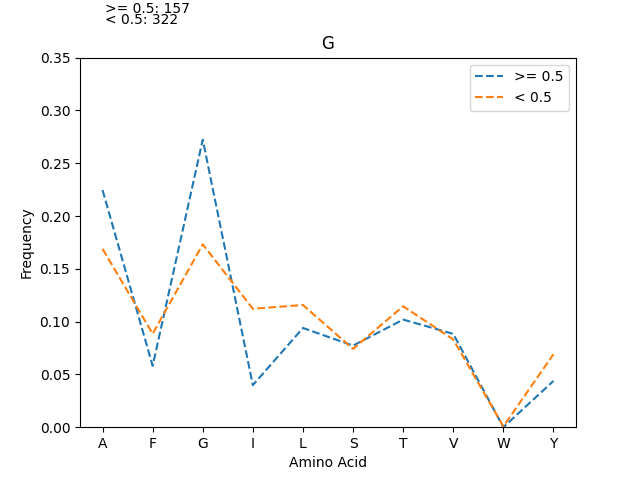 >= 0.5: 157
< 0.5: 322
G
0.35
0.30
0.25
0.20
0.15
0.10
0.05
0.00
Frequency
>= 0.5
< 0.5
A F G I L S T V W Y
Amino Acid